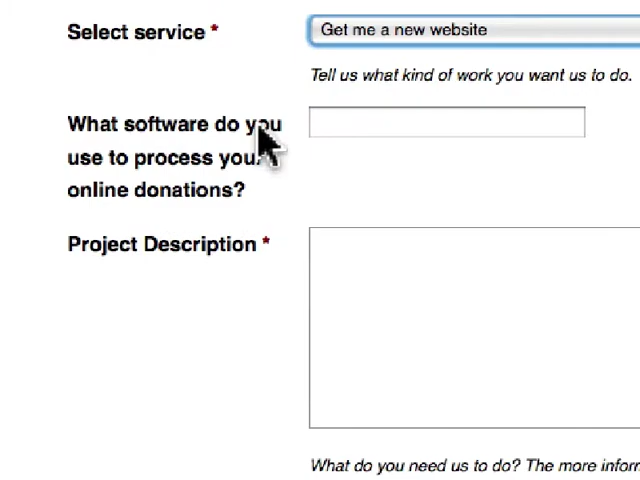 Select service *
Get me a new website
Tell us what kind of work you want us to do.
What software do you
use to process your
online donations?
Project Description *
What do you need us to do? The more